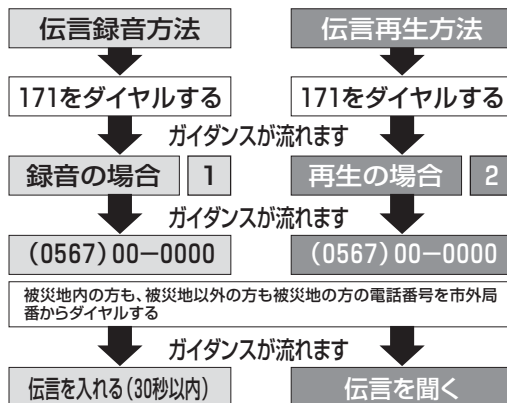 伝言録音方法
伝言再生方法
171をダイヤルする
171をダイヤルする
ガイダンスが流れます
録音の場合 1
再生の場合 2
ガイダンスが流れます
(0567)00−0000
(0567)00−0000
被災地内の方も、被災地以外の方も被災地の方の電話番号を市外局
番からダイヤルする
ガイダンスが流れます
伝言を入れる(30秒以内)
伝言を聞く